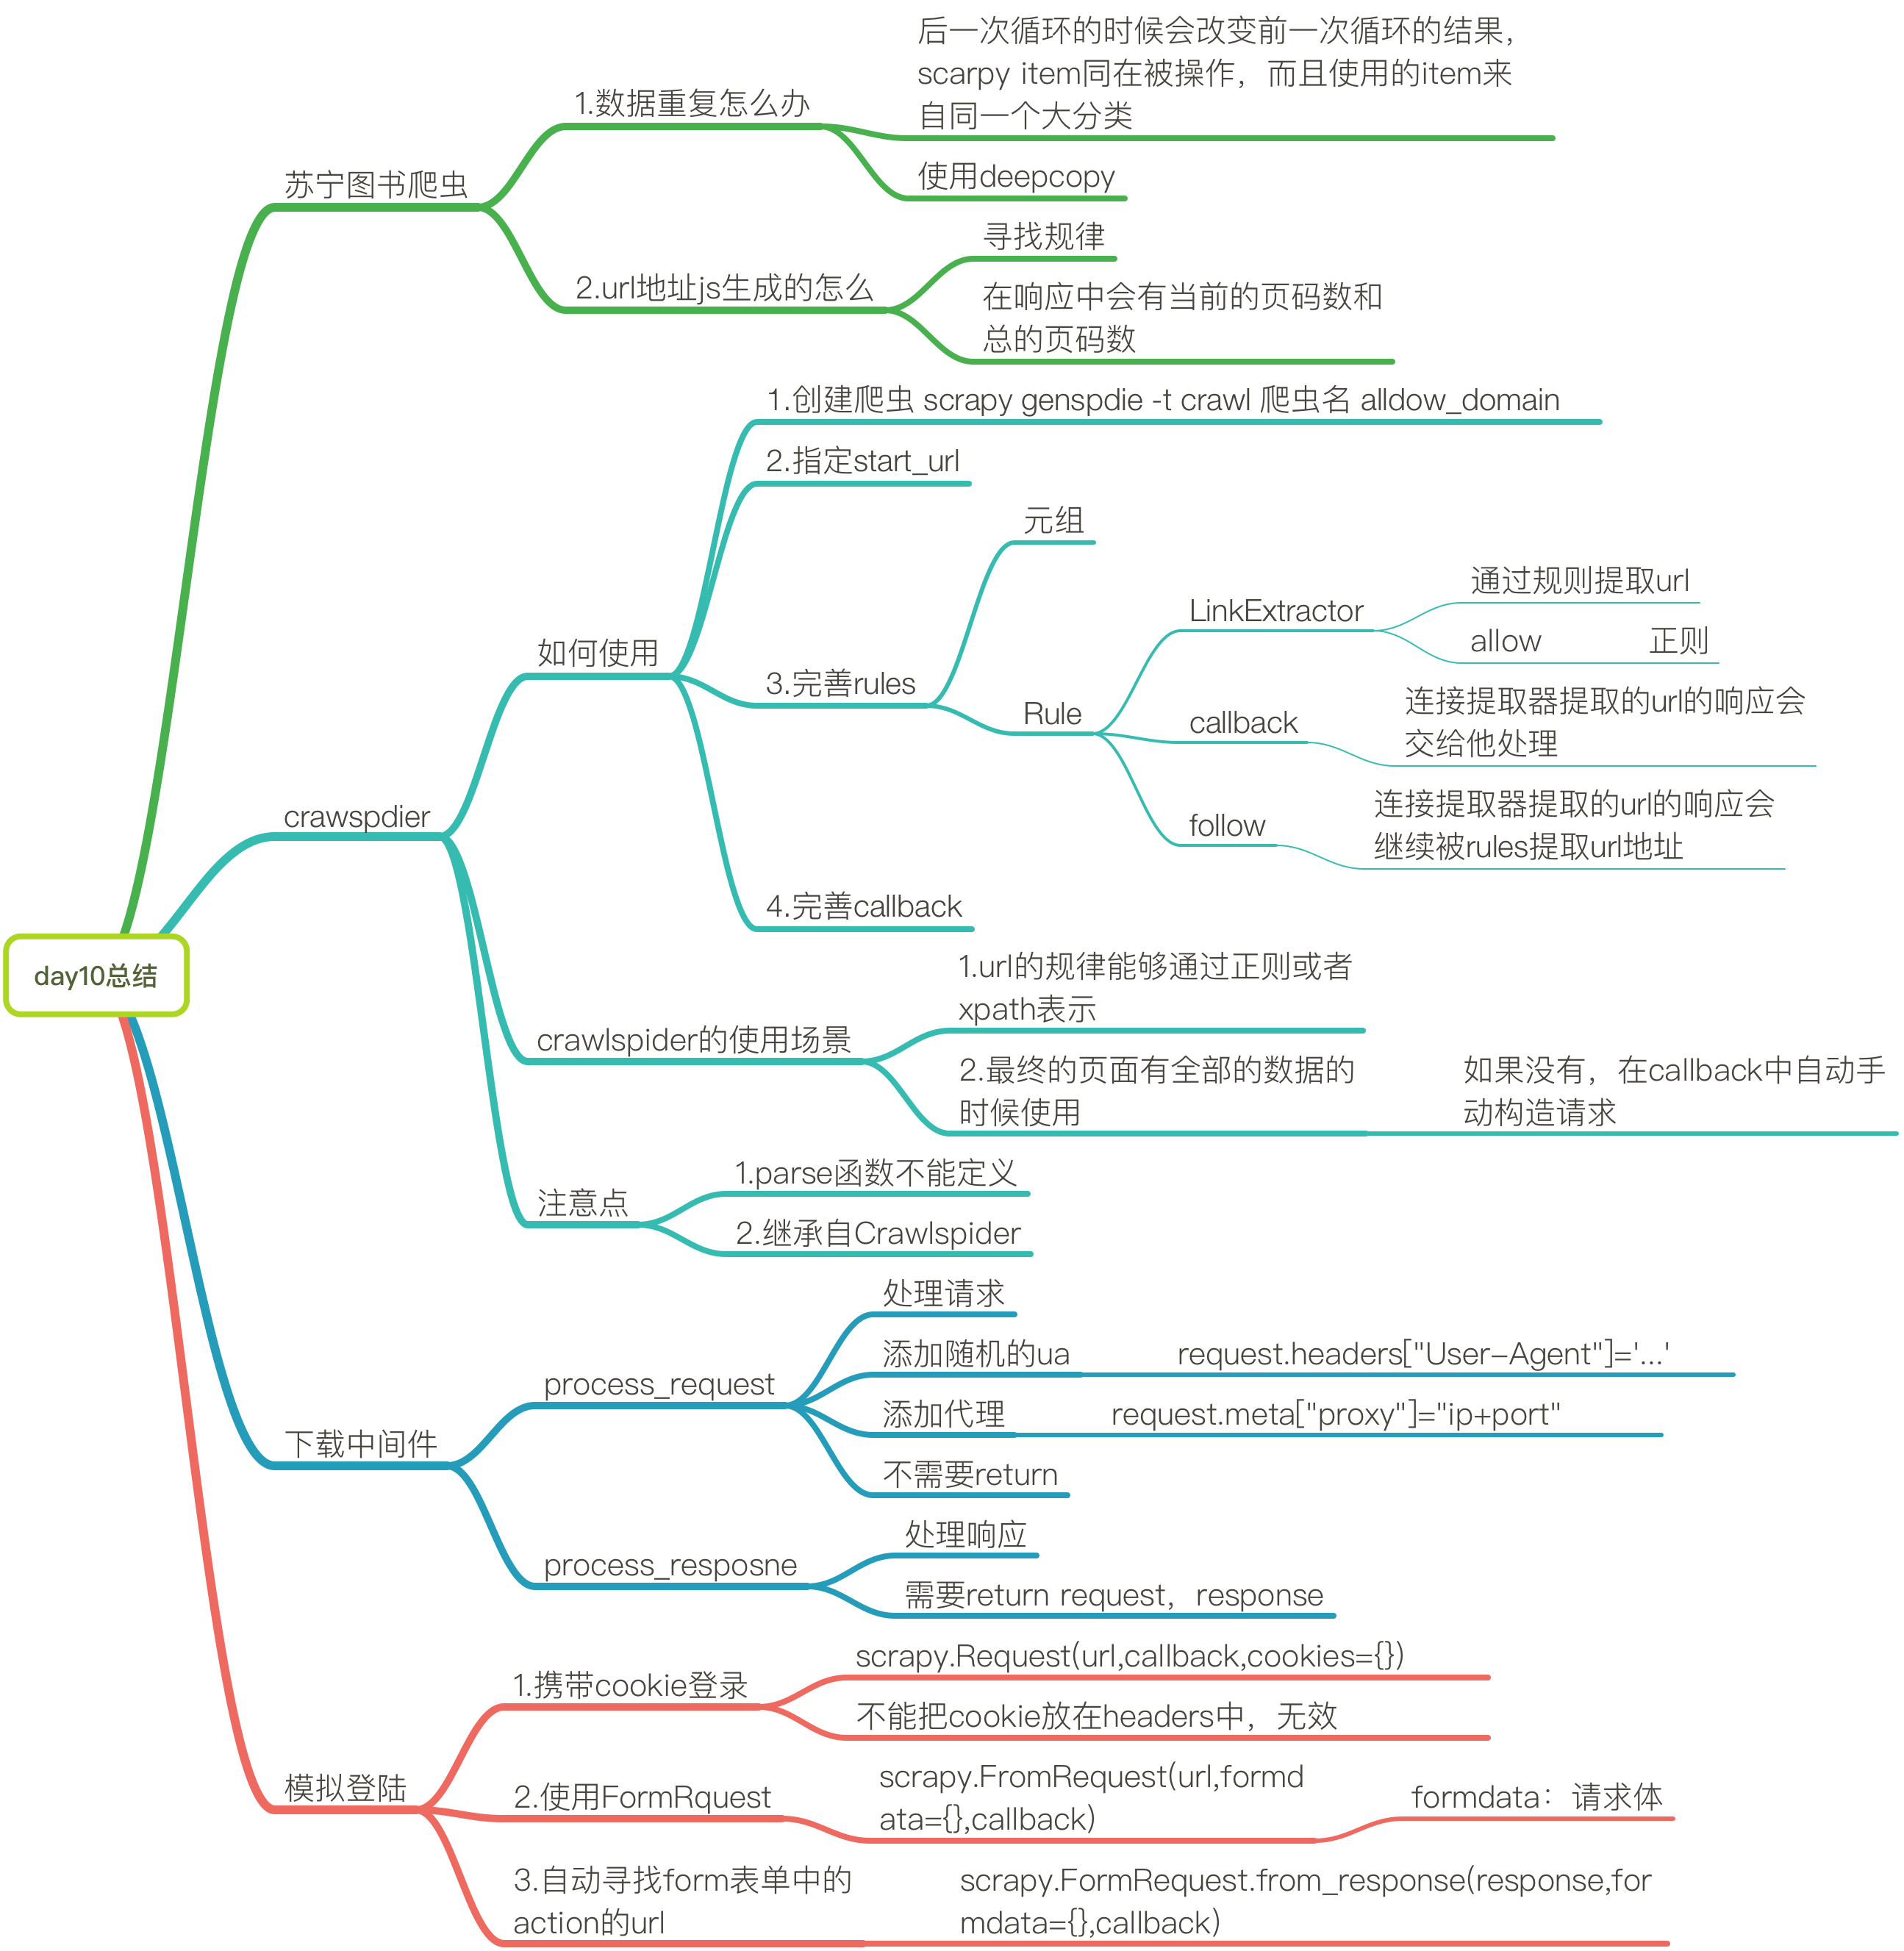 后一次循环的时候会改变前一次循环的结果，
scarpy item同在被操作，而且使用的item来
自同一个大分类
1.数据重复怎么办
使用deepcopy
苏宁图书爬虫
寻找规律
2.url地址js生成的怎么
在响应中会有当前的页码数和
总的页码数
1.创建爬虫 scrapy genspdie -t crawl 爬虫名 alldow_domain
2.指定start_url
元组
通过规则提取url
LinkExtractor
allow 正则
如何使用
3.完善rules
Rule
连接提取器提取的url的响应会
交给他处理
callback
连接提取器提取的url的响应会
继续被rules提取url地址
follow
crawspdier
4.完善callback
day10总结
1.url的规律能够通过正则或者
xpath表示
crawlspider的使用场景
2.最终的页面有全部的数据的
时候使用
如果没有，在callback中自动手
动构造请求
1.parse函数不能定义
注意点
2.继承自Crawlspider
处理请求
添加随机的ua
request.headers["User-Agent"]='...'
process_request
添加代理
request.meta["proxy"]="ip+port"
下载中间件
不需要return
处理响应
process_resposne
需要return request，response
scrapy.Request(url,callback,cookies={})
1.携带cookie登录
不能把cookie放在headers中，无效
模拟登陆
2.使用FormRquest
scrapy.FromRequest(url,formd
ata={},callback)
formdata：请求体
3.自动寻找form表单中的
action的url
scrapy.FormRequest.from_response(response,for
mdata={},callback)